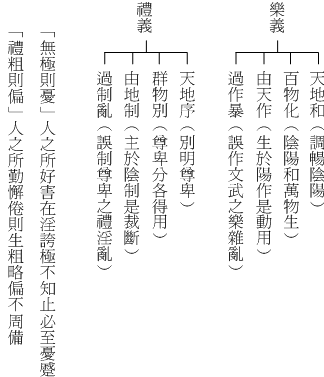 樂義
天地和（調暢陰陽）
百物化（陰陽和萬物生）
由天作（生於陽作是動用）
過作暴（誤作文武之樂雜亂）
禮義
天地序（別明尊卑）
群物別（尊卑分各得用）
由地制（主於陰制是裁斷）
過制亂（誤制尊卑之禮淫亂）
「無極則憂」人之所好害在淫誇極不知止必至憂蹙
「禮粗則偏」人之所勤懈倦則生粗略偏不周備